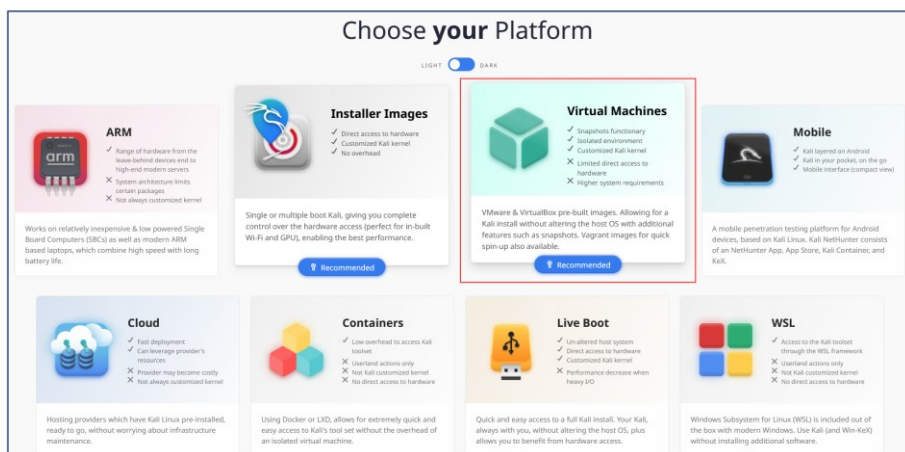 Choose your Platform
LIGHT DARK
ARM
Range of hardware from the
leave-behind devices end to
high-end modern servers
System architecture limits
certain packages
Not always customized kernel
Works on relatively inexpensive & low powered Single
Board Computers (SBCs) as well as modern ARM
based laptops, which combine high speed with long
battery life.
arm
Installer Images
Direct access to hardware
Customized Kali kernel
No overhead
Single or multiple boot Kali, giving you complete
control over the hardware access (perfect for in-built
Wi-Fi and GPU), enabling the best performance.
Recommended
Virtual Machines
Snapshots functionary
Isolated environment
Customized Kali kernel
Limited direct access to
hardware
Higher system requirements
VMware & VirtualBox pre-built images. Allowing for a
Kali install without altering the host OS with additional
features such as snapshots. Vagrant images for quick
spin-up also available.
Recommended
Mobile
Kali layered on Android
Kali in your pocket, on the go
Mobile interface (compact view)
A mobile penetration testing platform for Android
devices, based on Kali Linux. Kali NetHunter consists
of an NetHunter App, App Store, Kali Container, and
KeX.
Cloud
Fast deployment
Can leverage provider's
resources
Provider may become costly
Not always customized kernel
Hosting providers which have Kali Linux pre-installed,
ready to go, without worrying about infrastructure
maintenance.
Containers
Low overhead to access Kali
toolset
Userland actions only
Not Kali customized kernel
No direct access to hardware
Using Docker or LXD, allows for extremely quick and
easy access to Kali's tool set without the overhead of
an isolated virtual machine.
Live Boot
Un-altered host system
Direct access to hardware
Customized Kali kernel
Performance decrease when
heavy I/O
Quick and easy access to a full Kali install. Your Kali,
always with you, without altering the host OS, plus
allows you to benefit from hardware access.
WSL
Access to the Kali toolset
through the WSL framework
Userland actions only
Not Kali customized kernel
No direct access to hardware
Windows Subsystem for Linux (WSL) is included out of
the box with modern Windows. Use Kali (and Win-KeX)
without installing additional software.